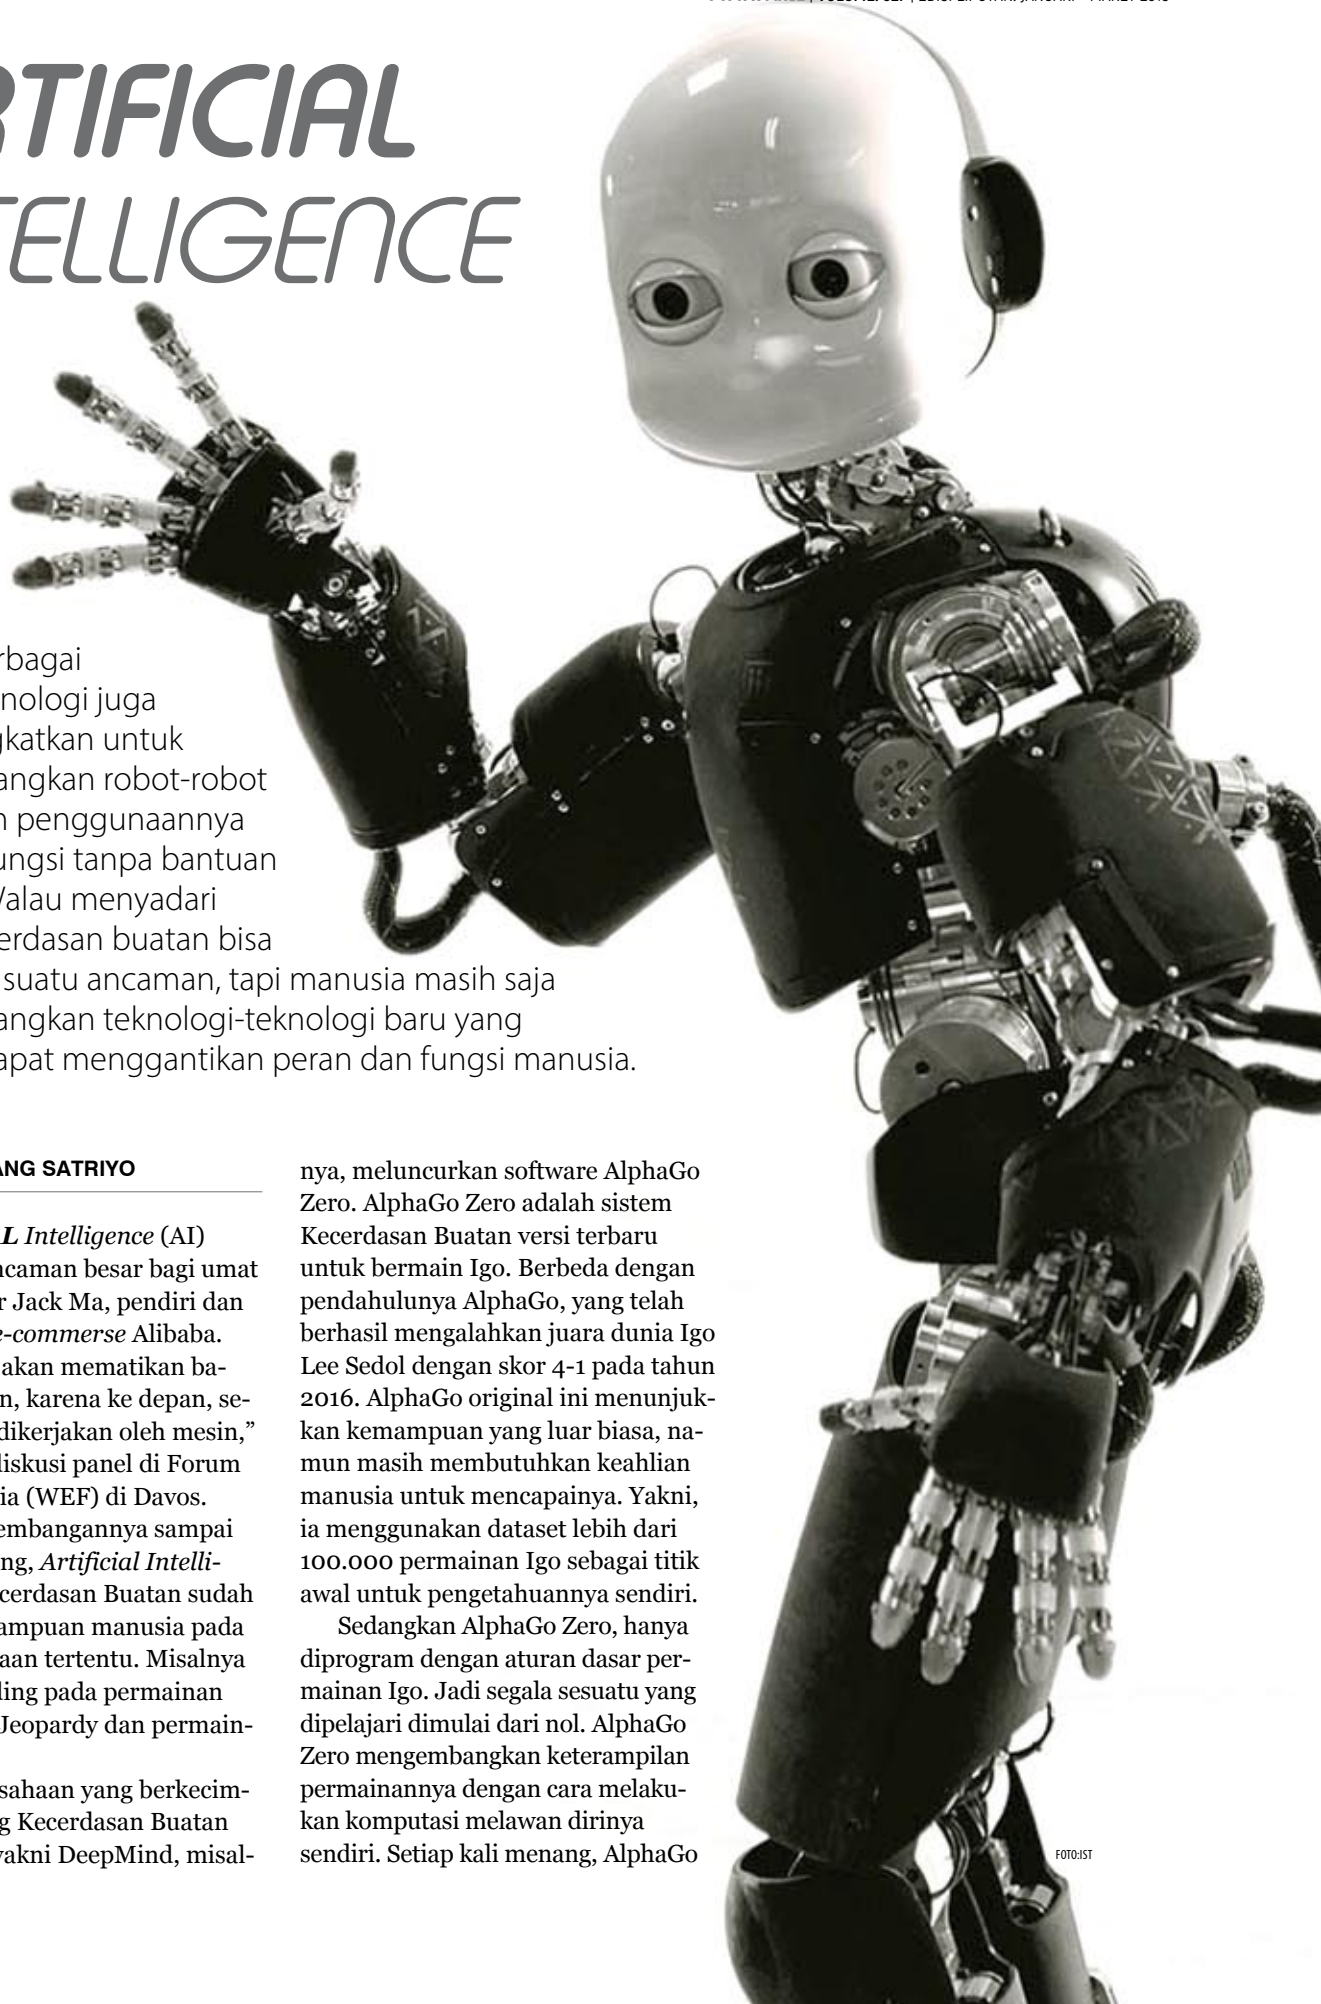 RTIFICIAL
TELLIGENCE
rbagai
nologi juga
gkatkan untuk
angkan robot-robot
n penggunaannya
ungsi tanpa bantuan
Walau menyadari
erdasan buatan bisa
suatu ancaman, tapi manusia masih saja
angkan teknologi-teknologi baru yang
apat menggantikan peran dan fungsi manusia.
ANG SATRIYO
AL Intelligence (AI)
ncaman besar bagi umat
r Jack Ma, pendiri dan
e-commerse Alibaba.
akan mematikan ba-
n, karena ke depan, se-
dikerjakan oleh mesin,”
diskusi panel di Forum
ia (WEF) di Davos.
embangannya sampai
ng, Artificial Intelli-
cerdasan Buatan sudah
ampuan manusia pada
aan tertentu. Misalnya
ding pada permainan
Jeopardy dan permain-
sahaan yang berkecim-
g Kecerdasan Buatan
yakni DeepMind, misal-
nya, meluncurkan software AlphaGo
Zero. AlphaGo Zero adalah sistem
Kecerdasan Buatan versi terbaru
untuk bermain Igo. Berbeda dengan
pendahulunya AlphaGo, yang telah
berhasil mengalahkan juara dunia Igo
Lee Sedol dengan skor 4-1 pada tahun
2016. AlphaGo original ini menunjuk-
kan kemampuan yang luar biasa, na-
mun masih membutuhkan keahlian
manusia untuk mencapainya. Yakni,
ia menggunakan dataset lebih dari
100.000 permainan Igo sebagai titik
awal untuk pengetahuannya sendiri.
Sedangkan AlphaGo Zero, hanya
diprogram dengan aturan dasar per-
mainan Igo. Jadi segala sesuatu yang
dipelajari dimulai dari nol. AlphaGo
Zero mengembangkan keterampilan
permainannya dengan cara melaku-
kan komputasi melawan dirinya
sendiri. Setiap kali menang, AlphaGo
FOTO:IST